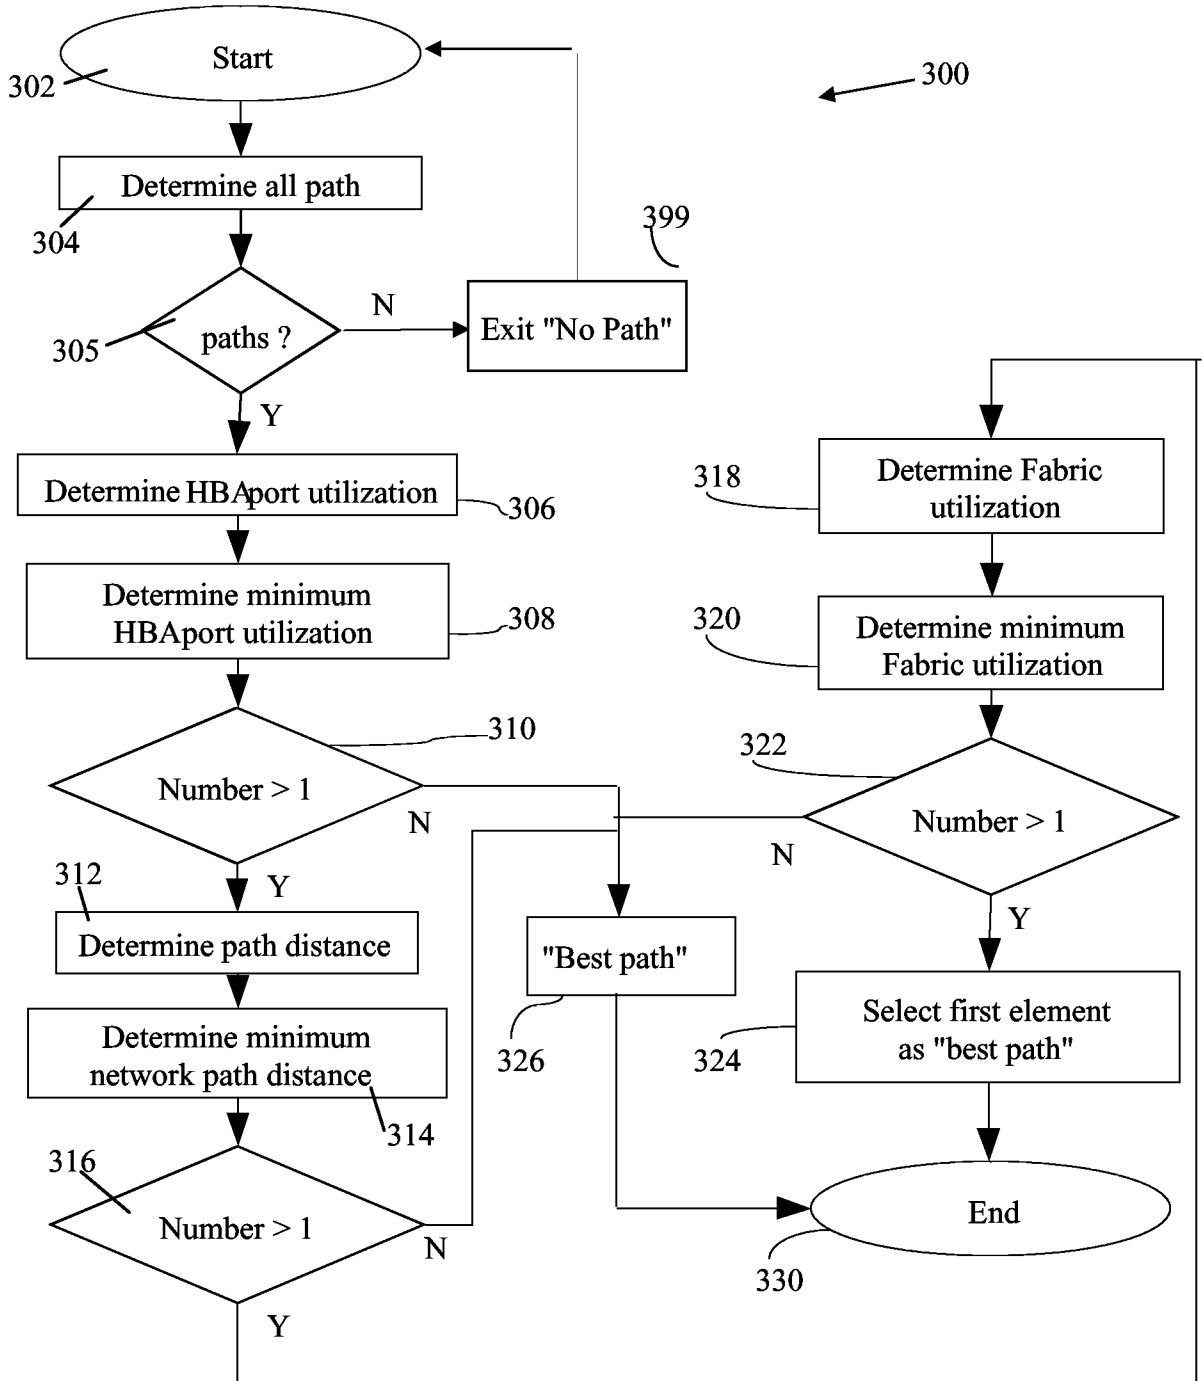 Start
302
300
Determine all path
304
399
paths ?
305
N
Exit "No Path"
Y
Determine HBAport utilization
306
Determine Fabric
utilization
318
Determine minimum
HBAport utilization
308
Determine minimum
Fabric utilization
320
310
Number > 1
N
322
Number > 1
N
Y
312
Y
Determine path distance
"Best path"
326
Select first element
as "best path"
324
Determine minimum
network path distance
314
316
Number > 1
N
Y
End
330